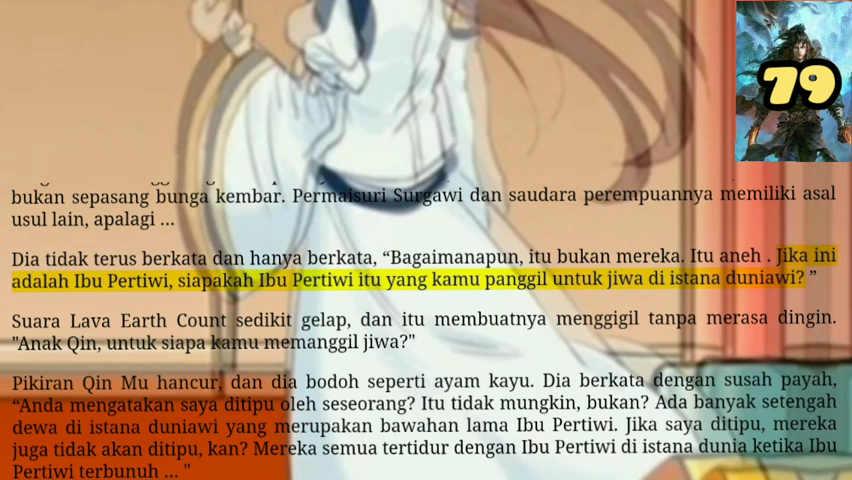 79
bukan sepasang bunga kembar. Permaisuri Surgawi dan saudara perempuannya memiliki asal
usul lain, apalagi ...
Dia tidak terus berkata dan hanya berkata, “Bagaimanapun, itu bukan mereka. Itu aneh . Jika ini
adalah Ibu Pertiwi, siapakah Ibu Pertiwi itu yang kamu panggil untuk jiwa di istana duniawi? ”
Suara Lava Earth Count sedikit gelap, dan itu membuatnya menggigil tanpa merasa dingin.
"Anak Qin, untuk siapa kamu memanggil jiwa?"
Pikiran Qin Mu hancur, dan dia bodoh seperti ayam kayu. Dia berkata dengan susah payah,
“Anda mengatakan saya ditipu oleh seseorang? Itu tidak mungkin, bukan? Ada banyak setengah
dewa di istana duniawi yang merupakan bawahan lama Ibu Pertiwi. Jika saya ditipu, mereka
juga tidak akan ditipu, kan? Mereka semua tertidur dengan Ibu Pertiwi di istana dunia ketika Ibu
Pertiwi terbunuh ... "